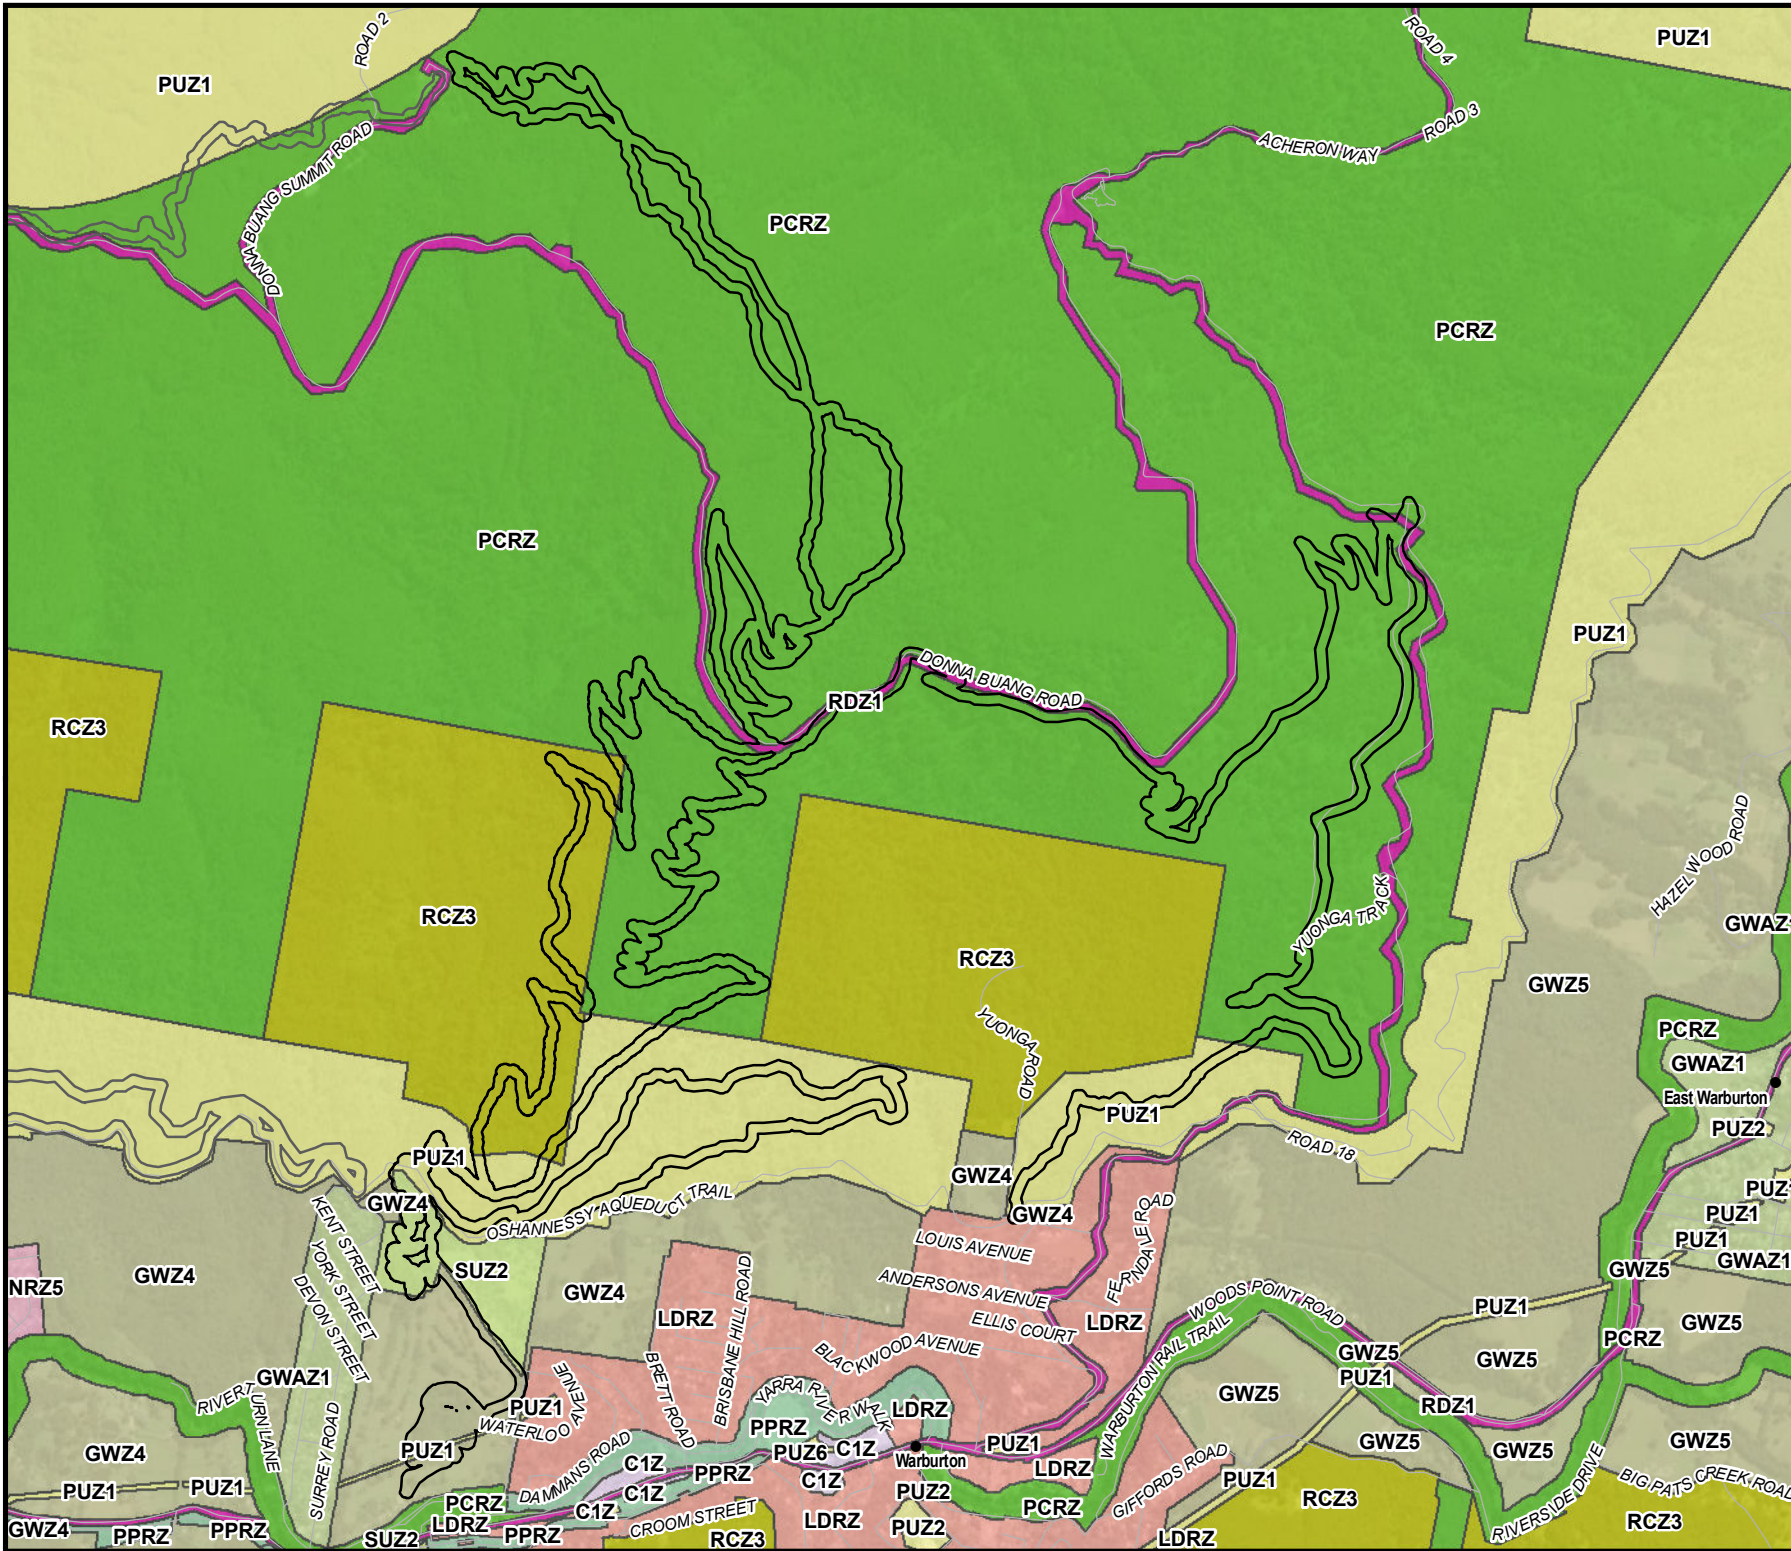 ROAD 2
ROAD 4
PUZ1
PUZ1
ROAD 3
ACHERON WAY
DONNA BUANG SUMMIT ROAD
PCRZ
PCRZ
PCRZ
PUZ1
DONNA BUANG ROAD
RDZ1
RCZ3
HAZELWOOD ROAD
RCZ3
YUONGA TRACK
GWAZ1
RCZ3
GWZ5
YUONGA ROAD
PCRZ
GWAZ1
East Warburton
PUZ1
PUZ2
ROAD 18
PUZ1
GWZ4
PUZ
GWZ4
OSHANNESSY AQUEDUCT TRAIL
GWZ4
FERNDALE ROAD
PUZ1
KENT STREET
LOUIS AVENUE
PUZ1
YORK STREET
GWAZ1
GWZ4
SUZ2
GWZ5
NRZ5
DEVON STREET
GWZ4
ANDERSONS AVENUE
WOODS POINT ROAD
PUZ1
LDRZ
BRISBANE HILL ROAD
ELLIS COURT
LDRZ
GWZ5
PCRZ
BLACKWOOD AVENUE
WARBURTON RAIL TRAIL
GWZ5
GWZ5
GWAZ1
RIVERTURN LANE
BRETT ROAD
YARRA RIVER WALK
PUZ1
GWZ5
PUZ1
WATERLOO AVENUE
LDRZ
RDZ1
PPRZ
GWZ4
PUZ1
PUZ6
C1Z
PUZ1
GWZ5
GWZ5
GWZ5
SURREY ROAD
DAMMANS ROAD
C1Z
PPRZ
C1Z
Warburton
LDRZ
GIFFORDS ROAD
PUZ1
BIG PATS CREEK ROAD
PUZ1
PUZ1
C1Z
PUZ2
RCZ3
RIVERSIDE DRIVE
PCRZ
C1Z
PCRZ
GWZ4
PPRZ
PPRZ
LDRZ
PPRZ
CROOM STREET
LDRZ
PUZ2
RCZ3
SUZ2
RCZ3
LDRZ